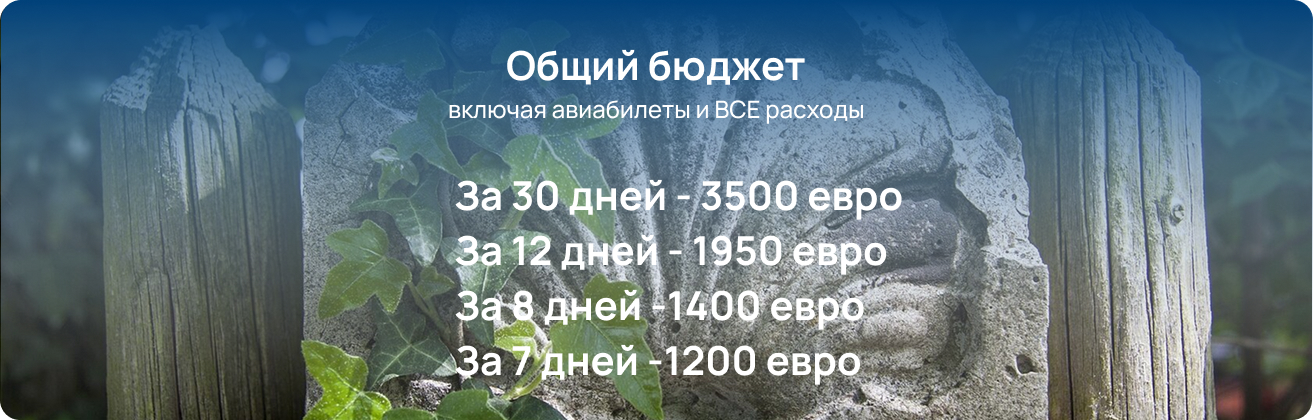 Общий бюджет
включая авиабилеты и ВСЕ расходы
За 30 дней - 3500 евро
За 12 дней - 1950 евро
За 8 дней -1400 евро
За 7 дней -1200 евро